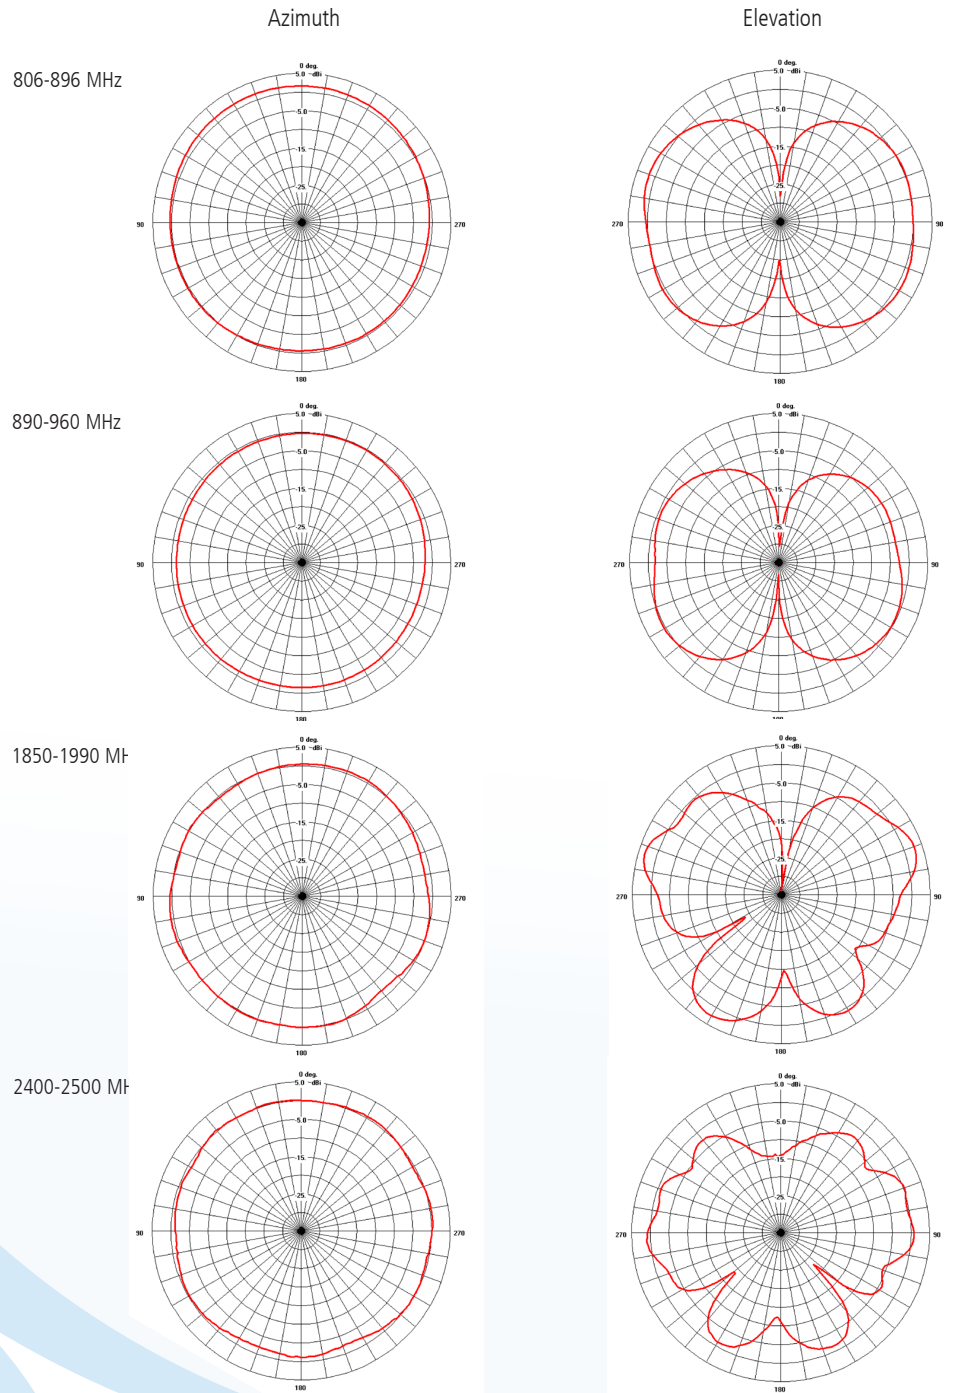 Azimuth Elevation
806-896 MHz
0 deg. 0 deg.
5.0 dBi 5.0 dBi
-5.0 -5.0
-15. -15.
-25. -25.
90 270 270 90
180 180
890-960 MHz
0 deg. 0 deg.
5.0 dBi 5.0 dBi
-5.0 -5.0
-15. -15.
-25. -25.
90 270 270 90
180 180
1850-1990 MH
0 deg. 0 deg.
5.0 dBi 5.0 dBi
-5.0 -5.0
-15. -15.
-25. -25.
90 270 270 90
180 180
2400-2500 MH
0 deg. 0 deg.
5.0 dBi 5.0 dBi
-5.0 -5.0
-15. -15.
-25. -25.
90 270 270 90
180 180